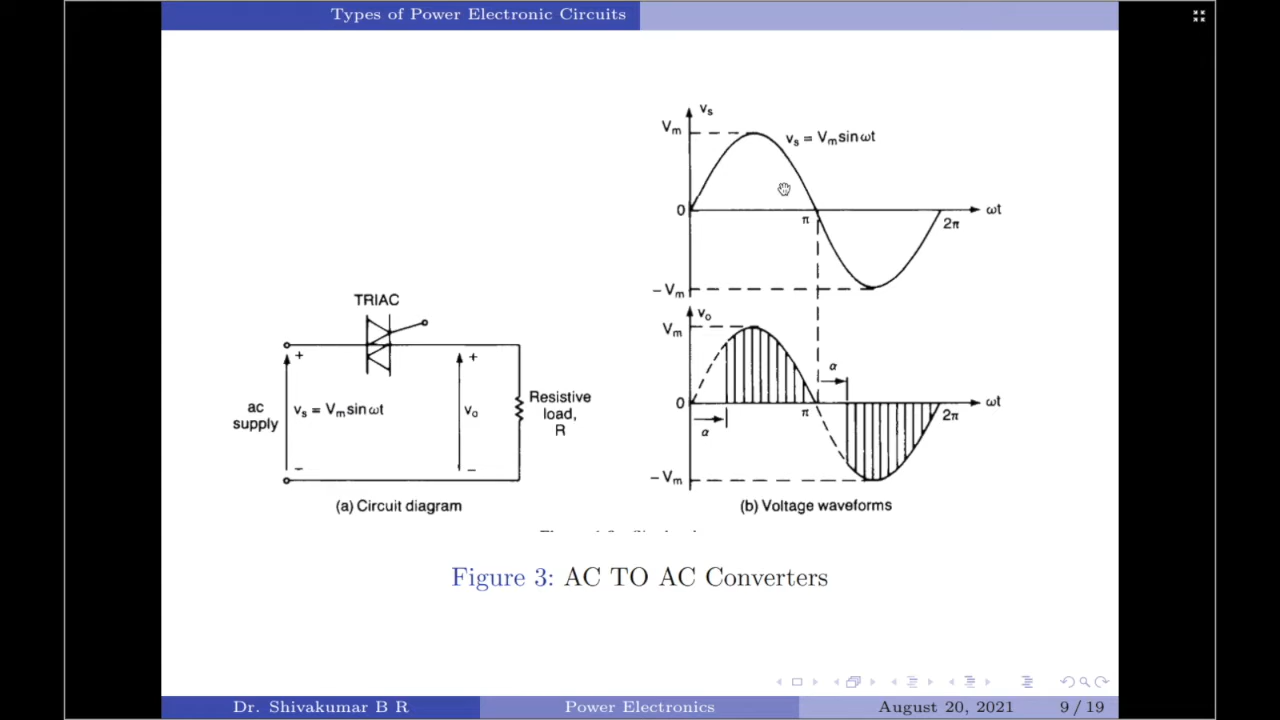 Types of Power Electronic Circuits
vs
Vm
vs = Vm sin ωt
0
π
ωt
2π
– Vm
TRIAC
+
+
ac
supply
vs = Vm sin ωt
vo
Resistive
load,
R
–
–
(a) Circuit diagram
vo
Vm
α
0
π
ωt
2π
α
– Vm
(b) Voltage waveforms
Figure 3: AC TO AC Converters
Dr. Shivakumar B R
Power Electronics
August 20, 2021
9 / 19